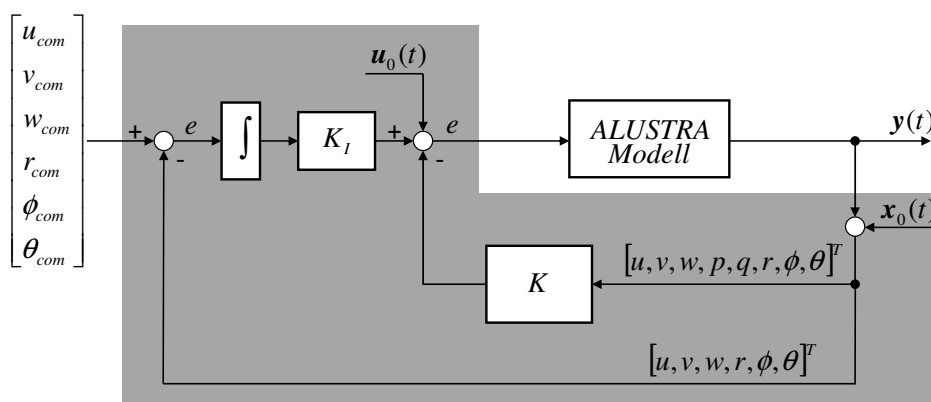 u_com
v_com
w_com
r_com
ϕ_com
θ_com
+
-
e
∫
K_I
u_0(t)
+
-
e
ALUSTRA
Modell
y(t)
x_0(t)
[u, v, w, p, q, r, ϕ, θ]^T
K
[u, v, w, r, ϕ, θ]^T